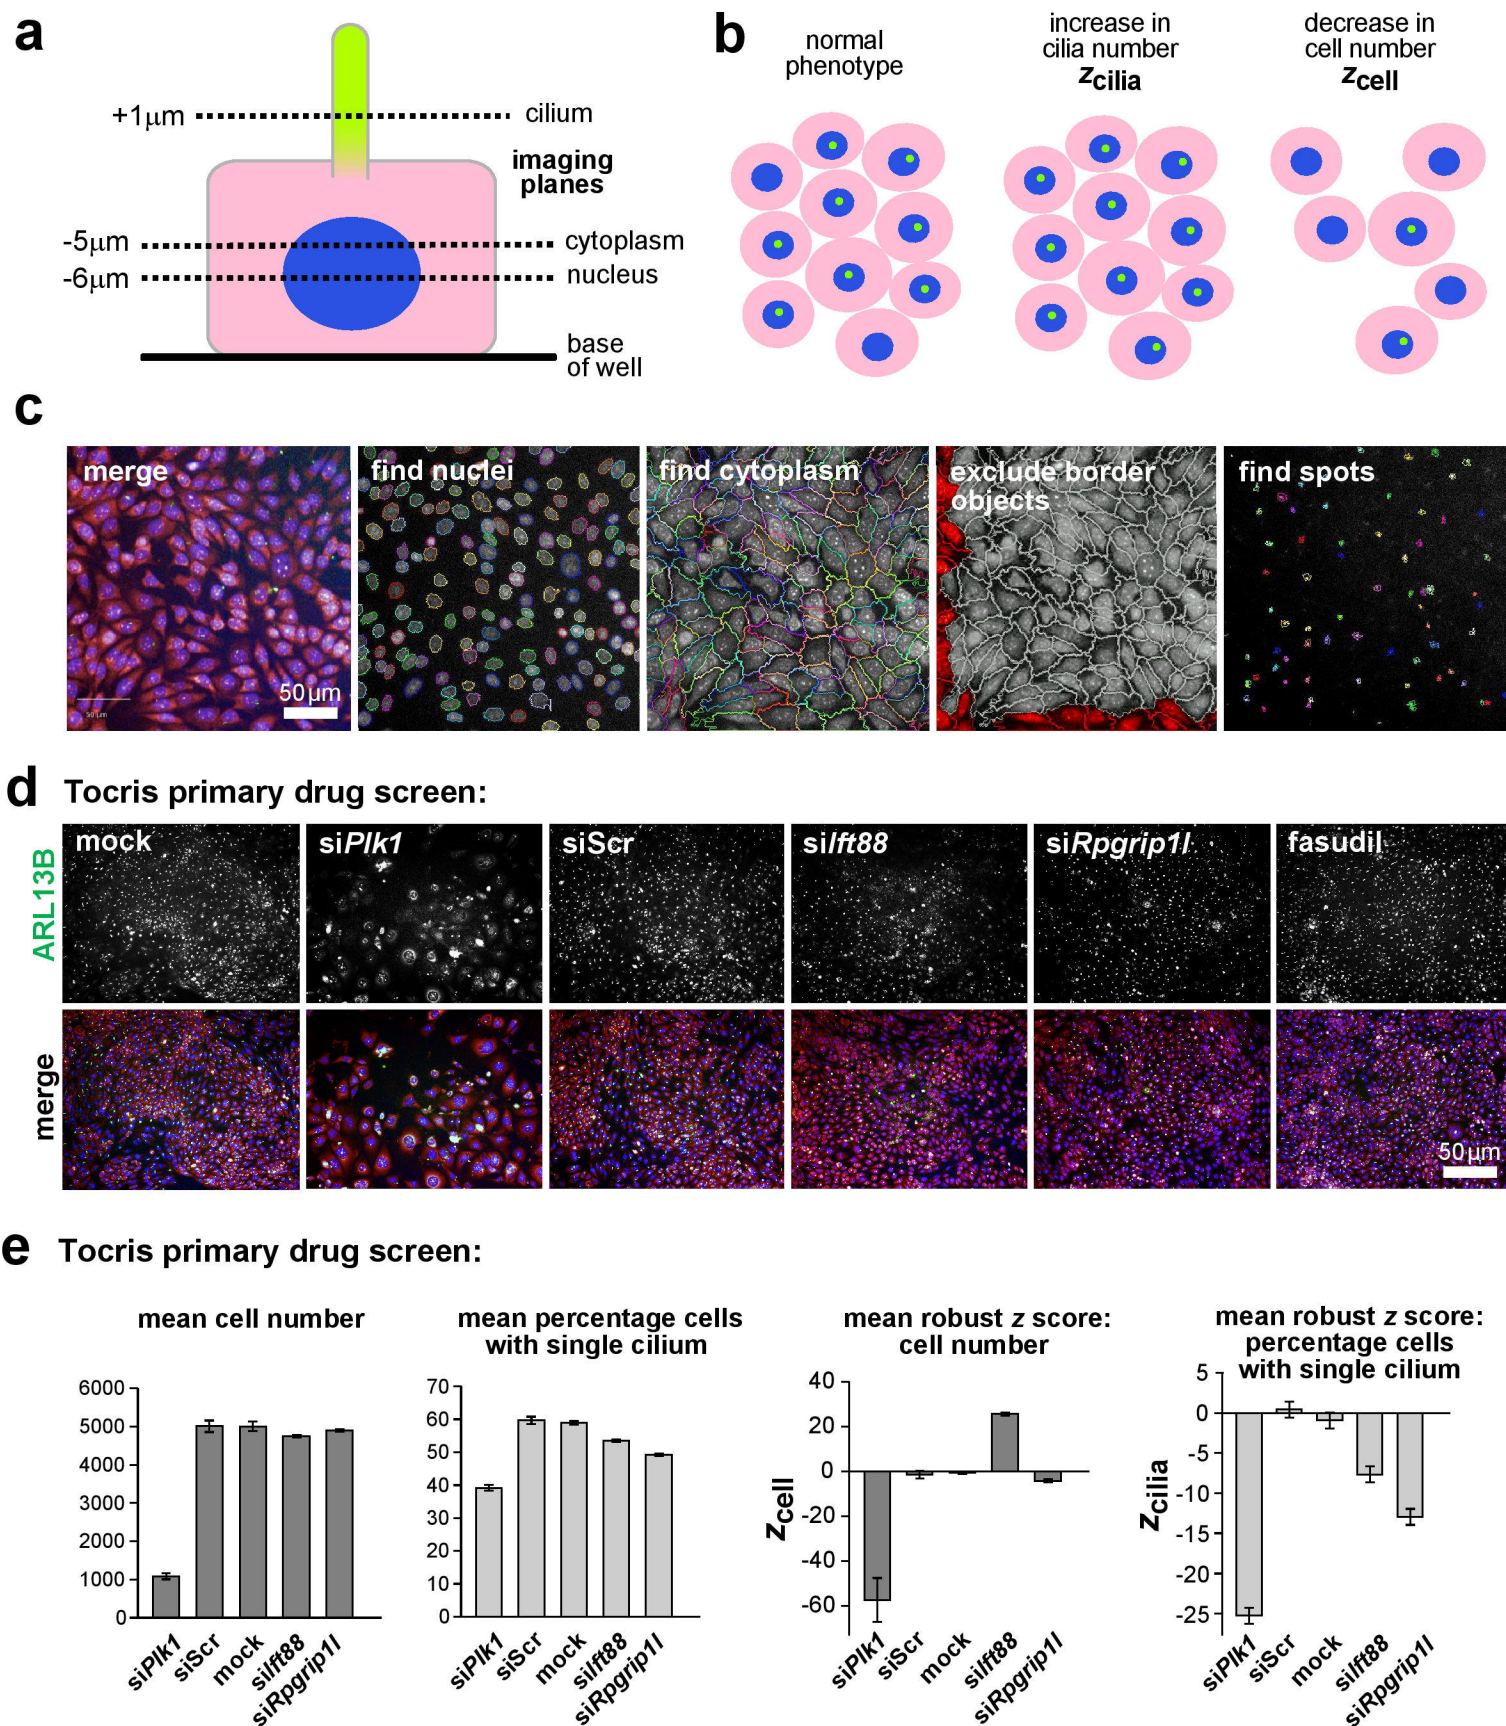 a
+1µm
cilium
imaging
planes
-5µm
cytoplasm
-6µm
nucleus
base
of well
b
normal
phenotype
increase in
cilia number
zcilia
decrease in
cell number
zcell
c
merge
50µm
50 µm
find nuclei
find cytoplasm
exclude border
objects
find spots
d
Tocris primary drug screen:
ARL13B
mock
siPlk1
siScr
siIft88
siRpgrip1l
fasudil
merge
50µm
e
Tocris primary drug screen:
mean cell number
6000
5000
4000
3000
2000
1000
0
siPlk1
siScr
mock
siIft88
siRpgrip1l
mean percentage cells
with single cilium
70
60
50
40
30
20
10
0
siPlk1
siScr
mock
siIft88
siRpgrip1l
mean robust z score:
cell number
zcell
40
20
0
-20
-40
-60
siPlk1
siScr
mock
siIft88
siRpgrip1l
mean robust z score:
percentage cells
with single cilium
zcilia
5
0
-5
-10
-15
-20
-25
siPlk1
siScr
mock
siIft88
siRpgrip1l